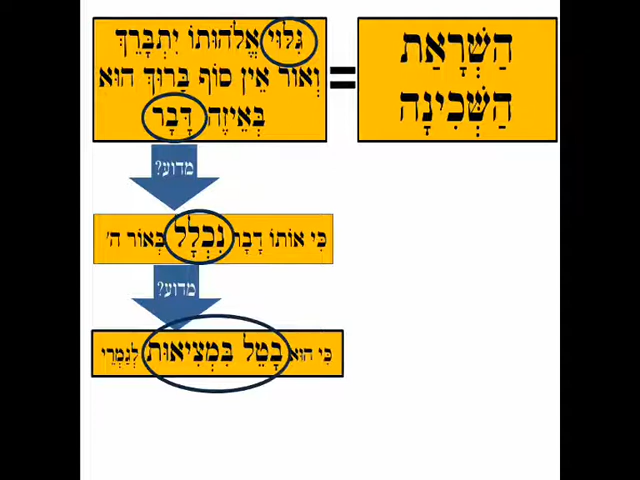 הַשְׁרָאַת
הַשְּׁכִינָה
=
גִּלּוּי אֱלֹהוּתוֹ יִתְבָּרֵךְ
וְאוֹר אֵין סוֹף בָּרוּךְ הוּא
בְּאֵיזֶה דָּבָר
מדוע?
כִּי אוֹתוֹ דָבָר נִכְלָל בְּאוֹר ה'
מדוע?
כִּי הוּא בָּטֵל בִּמְצִיאוּת לְגַמְרֵי